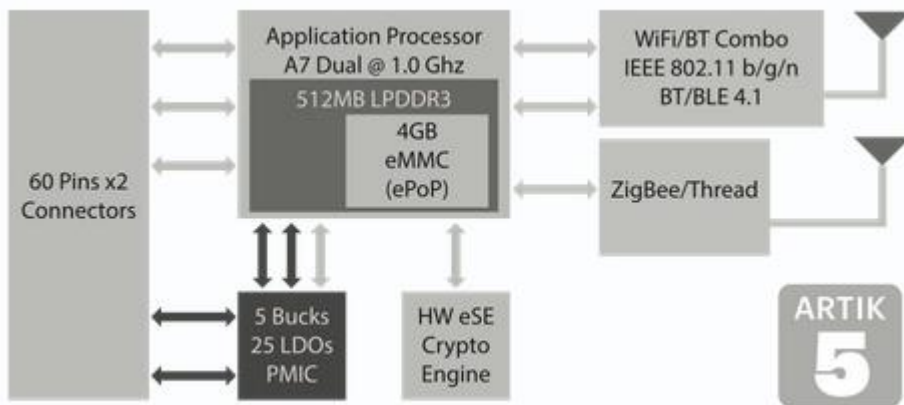 60 Pins x2
Connectors
Application Processor
A7 Dual @ 1.0 Ghz
512MB LPDDR3
4GB
eMMC
(ePoP)
WiFi/BT Combo
IEEE 802.11 b/g/n
BT/BLE 4.1
ZigBee/Thread
5 Bucks
25 LDOs
PMIC
HW eSE
Crypto
Engine
ARTIK
5